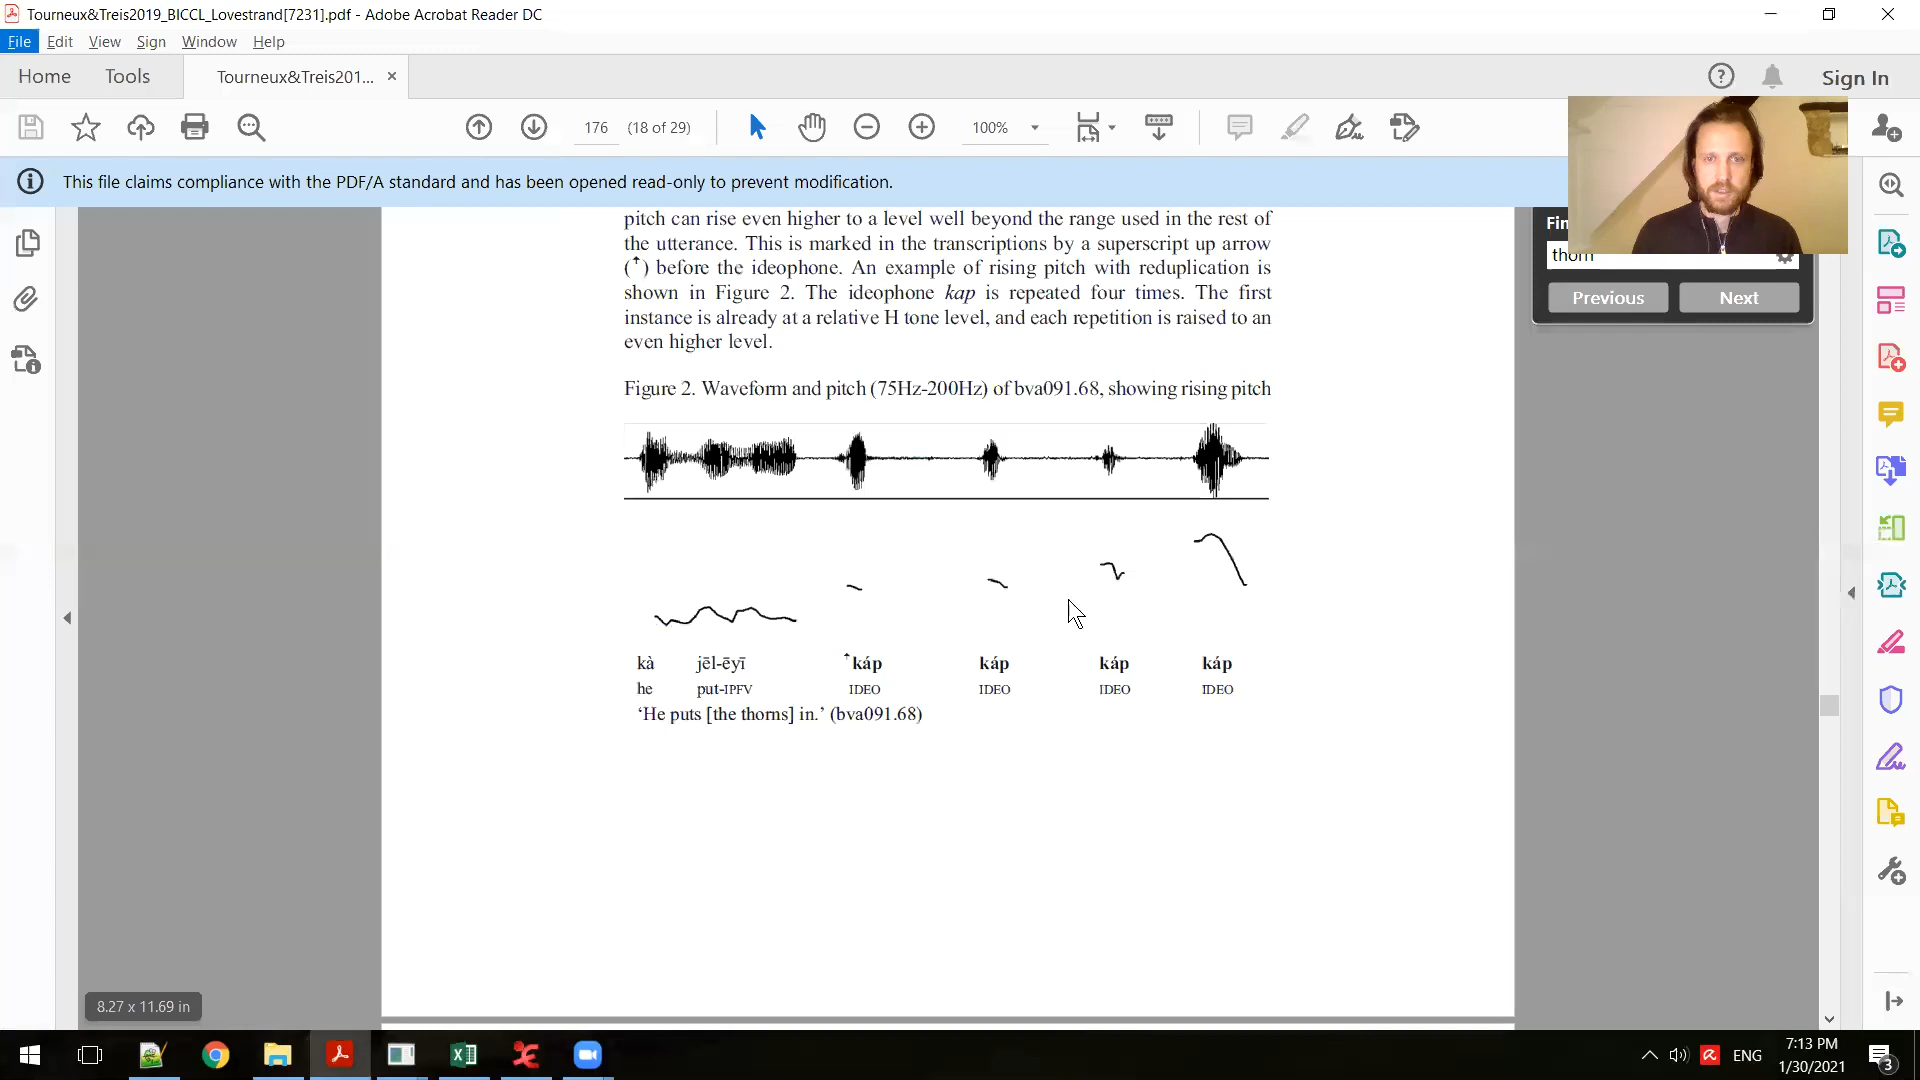 Tourneux&Treis2019_BICCL_Lovestrand[7231].pdf - Adobe Acrobat Reader DC
File Edit View Sign Window Help
Home Tools Tourneux&Treis201... × Sign In
176 (18 of 29) 100%
This file claims compliance with the PDF/A standard and has been opened read-only to prevent modification.
pitch can rise even higher to a level well beyond the range used in the rest of
the utterance. This is marked in the transcriptions by a superscript up arrow
(↑) before the ideophone. An example of rising pitch with reduplication is
shown in Figure 2. The ideophone kap is repeated four times. The first
instance is already at a relative H tone level, and each repetition is raised to an
even higher level.
Figure 2. Waveform and pitch (75Hz-200Hz) of bva091.68, showing rising pitch
kà jēl-ēyī ↑káp káp káp káp
he put-IPFV IDEO IDEO IDEO IDEO
‘He puts [the thorns] in.’ (bva091.68)
thorn
Previous Next
8.27 x 11.69 in
ENG
7:13 PM
1/30/2021
3